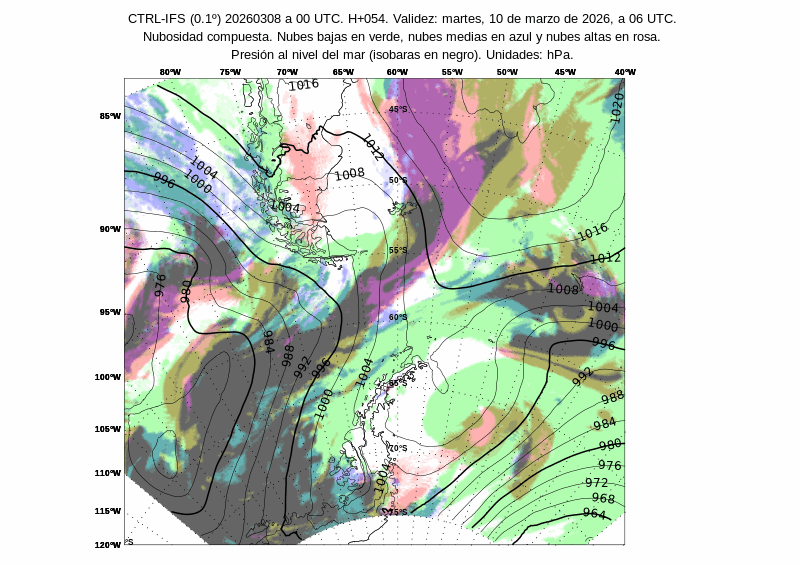 CTRL-IFS (0.1º) 20260308 a 00 UTC. H+054. Validez: martes, 10 de marzo de 2026, a 06 UTC.
Nubosidad compuesta. Nubes bajas en verde, nubes medias en azul y nubes altas en rosa.
Presión al nivel del mar (isobaras en negro). Unidades: hPa.
80°W 75°W 70°W 65°W 60°W 55°W 50°W 45°W 40°W
1016
1020
45°S
85°W
1012
1004
996
1000
50°S
1008
1004
90°W
1016
55°S
1012
976
980
1008
95°W
1004
60°S
1000
984
988
996
992
996
1004
100°W
65°S
992
988
1000
105°W
984
70°S
980
976
110°W
1004
972
968
115°W
75°S
964
120°W
°S